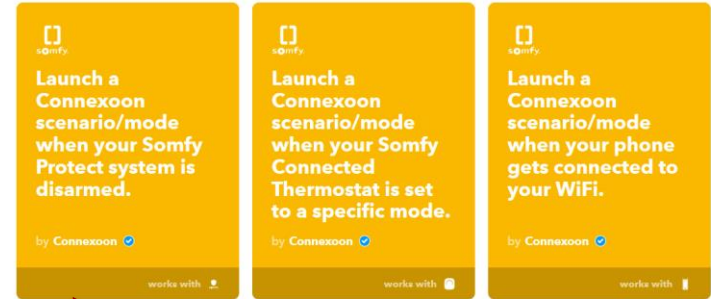 somfy.
Launch a
Connexoon
scenario/mode
when your Somfy
Protect system is
disarmed.
by Connexoon
works with
somfy.
Launch a
Connexoon
scenario/mode
when your Somfy
Connected
Thermostat is set
to a specific mode.
by Connexoon
works with
somfy.
Launch a
Connexoon
scenario/mode
when your phone
gets connected to
your WiFi.
by Connexoon
works with